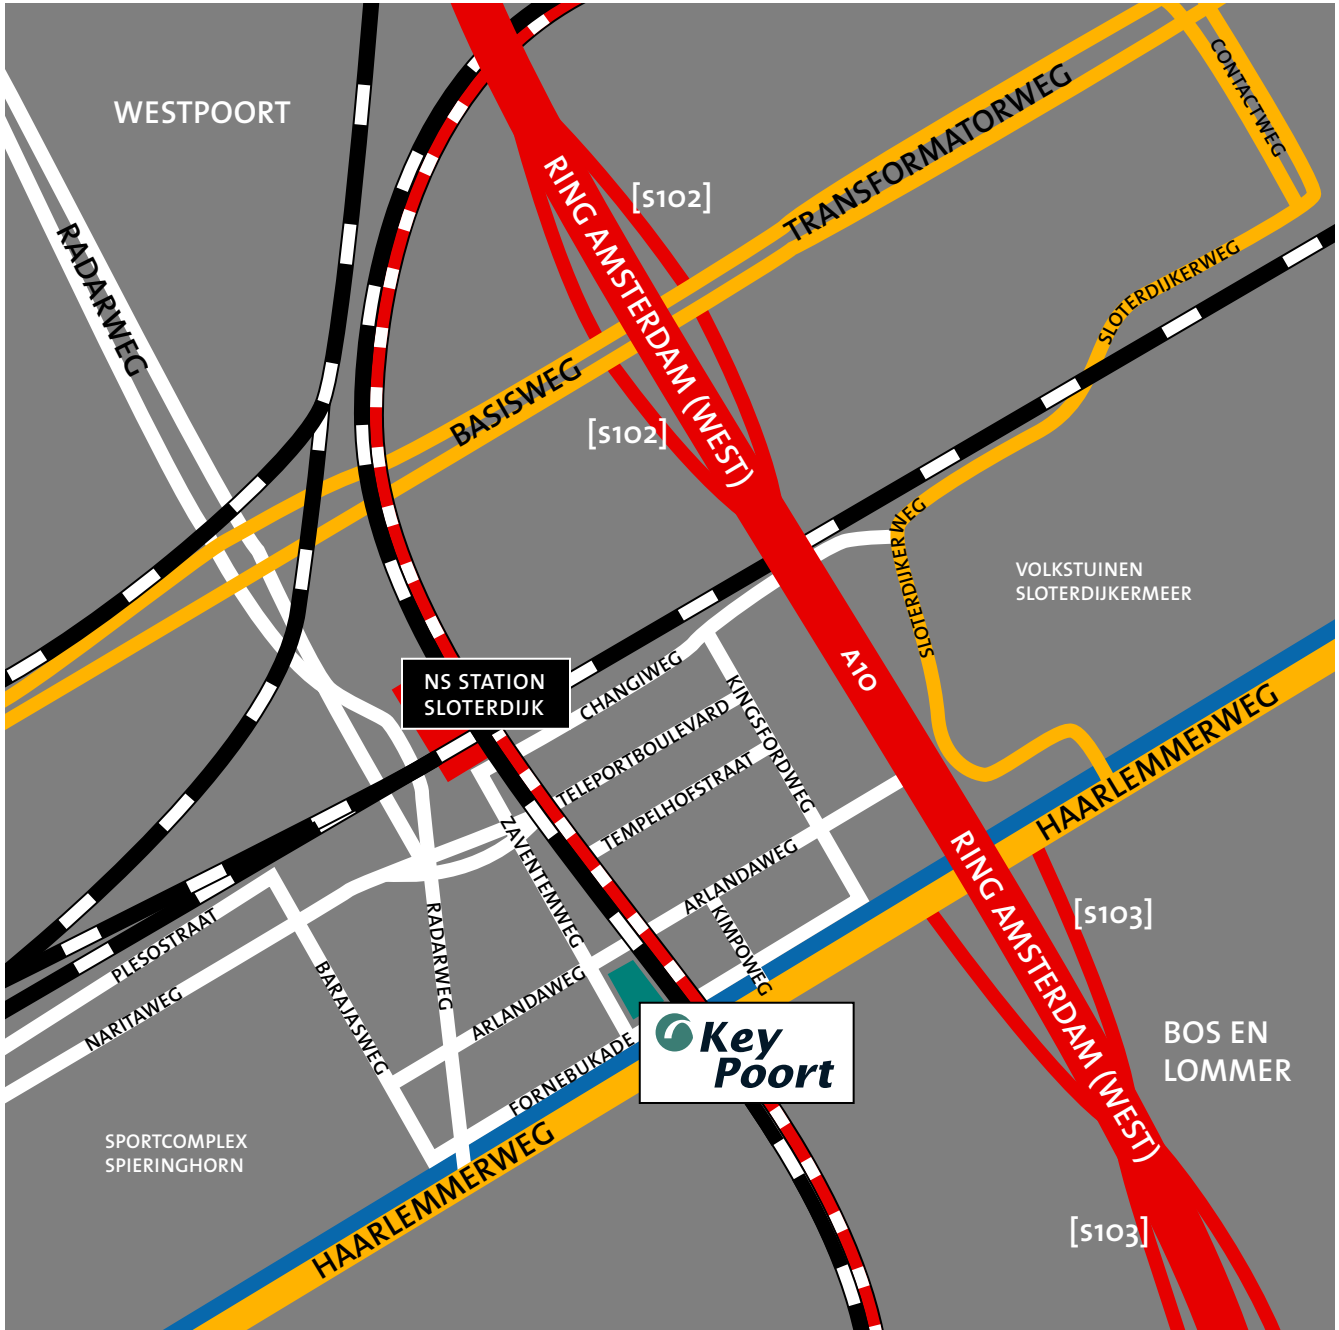 CONTACTWEG
TRANSFORMATORWEG
WESTPOORT
[S102]
RING AMSTERDAM (WEST)
RADARWEG
SLOTERDIJKERWEG
BASISWEG
[S102]
SLOTERDIJKER WEG
VOLKSTUINEN
SLOTERDIJKERMEER
A10
NS STATION
SLOTERDIJK
CHANGIWEG
KINGSFORDWEG
TELEPORTBOULEVARD
TEMPELHOFSTRAAT
HAARLEMMERWEG
ZAVENTEMWEG
ARLANDAWEG
RING AMSTERDAM (WEST)
[S103]
PLESOSTRAAT
RADARWEG
KIMPOWEG
BARAJASWEG
NARITAWEG
ARLANDAWEG
FORNEBUKADE
Key
Poort
BOS EN
LOMMER
SPORTCOMPLEX
SPIERINGHORN
HAARLEMMERWEG
[S103]